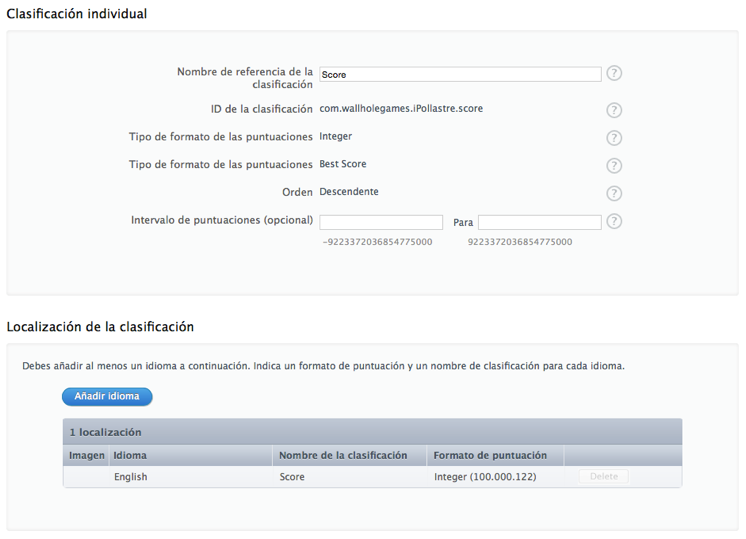 Clasificación individual
Nombre de referencia de la
clasificación
Score
?
ID de la clasificación com.wallholegames.iPollastre.score ?
Tipo de formato de las puntuaciones Integer ?
Tipo de formato de las puntuaciones Best Score ?
Orden Descendente ?
Intervalo de puntuaciones (opcional) Para ?
-9223372036854775000 9223372036854775000
Localización de la clasificación
Debes añadir al menos un idioma a continuación. Indica un formato de puntuación y un nombre de clasificación para cada idioma.
Añadir idioma
1 localización
Imagen Idioma Nombre de la clasificación Formato de puntuación
English Score Integer (100.000.122) Delete